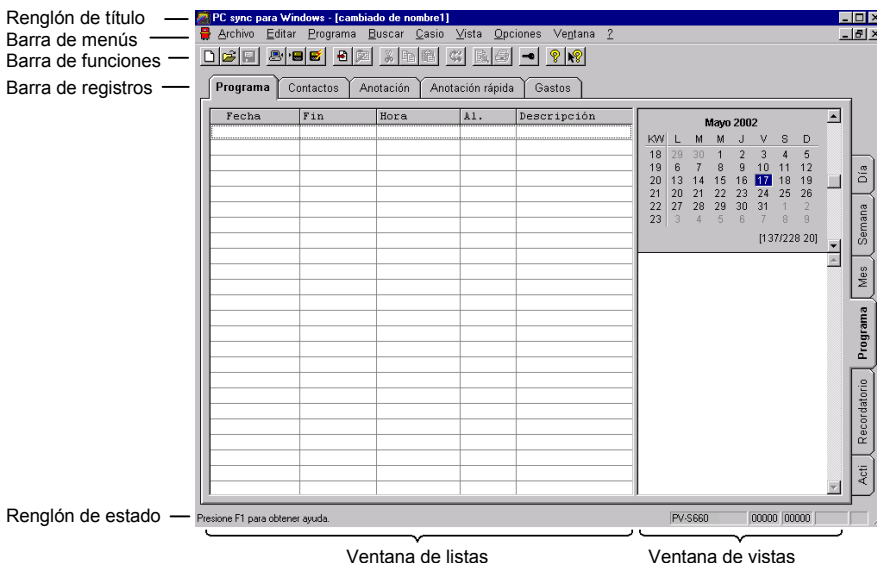 Renglón de título
PC sync para Windows - [cambiado de nombre1]
Barra de menús
Archivo Editar Programa Buscar Casio Vista Opciones Ventana ?
Barra de funciones
Barra de registros
Programa Contactos Anotación Anotación rápida Gastos
Fecha Fin Hora Al. Descripción
Mayo 2002
KW L M M J V S D
18 29 30 1 2 3 4 5
19 6 7 8 9 10 11 12
20 13 14 15 16 17 18 19
21 20 21 22 23 24 25 26
22 27 28 29 30 31 1 2
23 3 4 5 6 7 8 9
[137/228 20]
Día
Semana
Mes
Programa
Recordatorio
Acti
Renglón de estado
Presione F1 para obtener ayuda.
PV-S660 00000 00000
Ventana de listas
Ventana de vistas